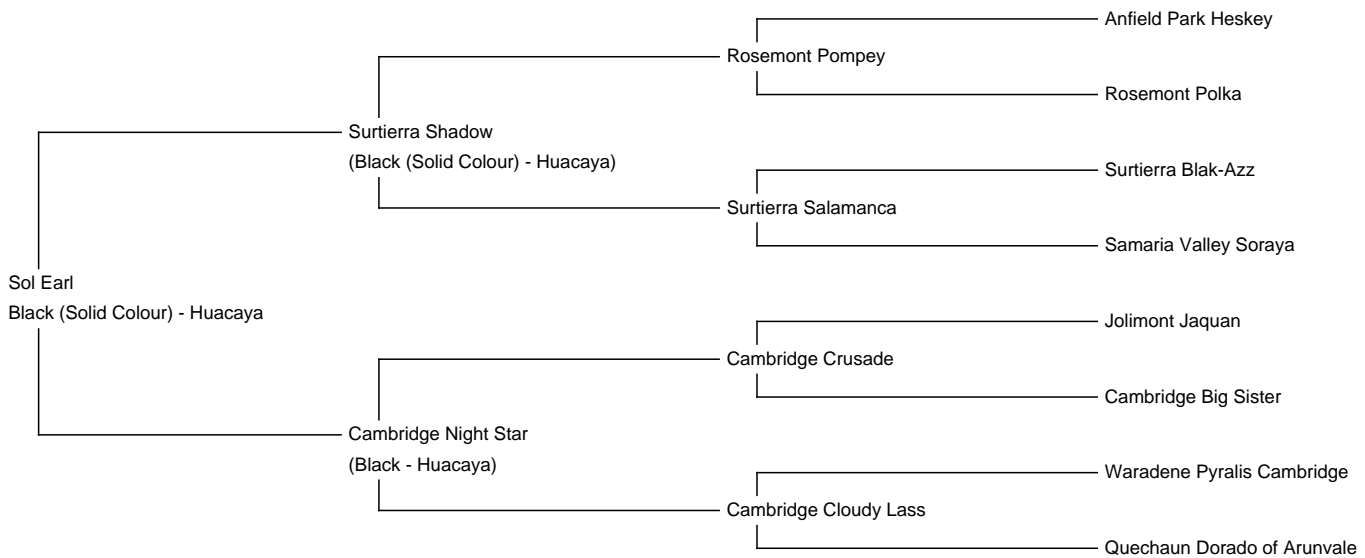 Anfield Park Heskey
Rosemont Pompey
Rosemont Polka
Surtierra Shadow
(Black (Solid Colour) - Huacaya)
Surtierra Blak-Azz
Surtierra Salamanca
Samaria Valley Soraya
Sol Earl
Black (Solid Colour) - Huacaya
Jolimont Jaquan
Cambridge Crusade
Cambridge Big Sister
Cambridge Night Star
(Black - Huacaya)
Waradene Pyralis Cambridge
Cambridge Cloudy Lass
Quechaun Dorado of Arunvale